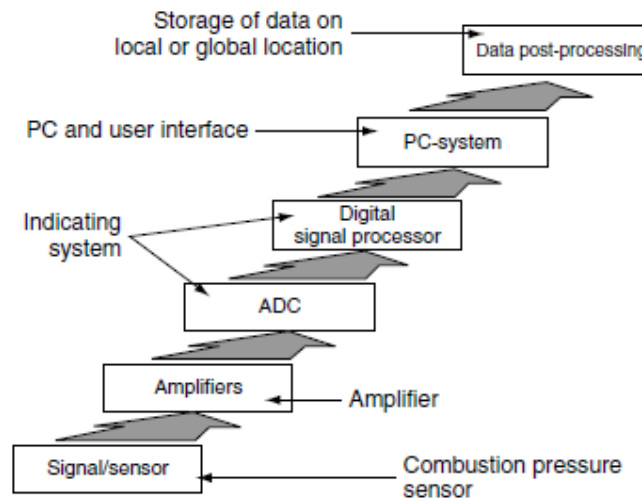 Storage of data on
local or global location
Data post-processing
PC and user interface
PC-system
Indicating
system
Digital
signal processor
ADC
Amplifiers
Amplifier
Signal/sensor
Combustion pressure
sensor